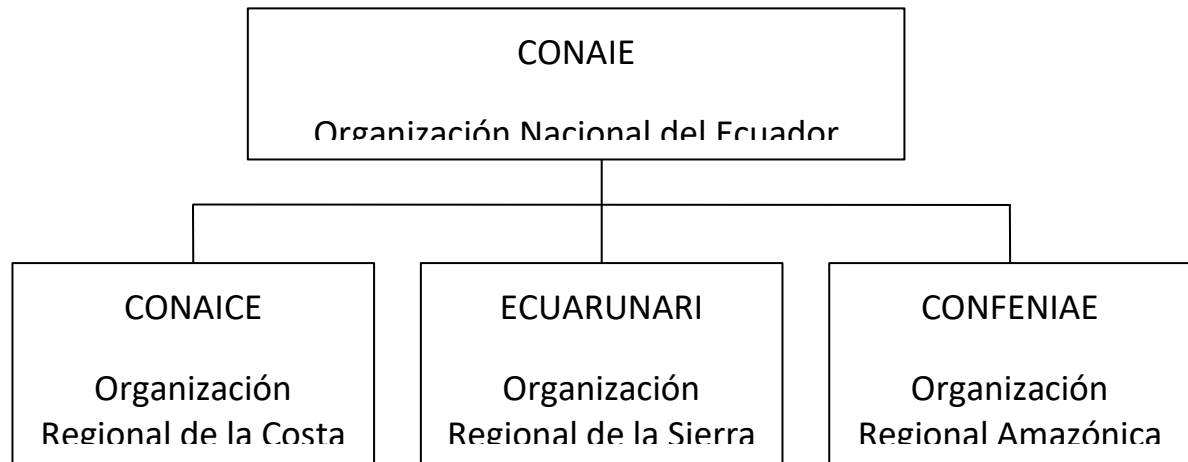 CONAIE
Organización Nacional del Ecuador
CONAICE
Organización
Regional de la Costa
ECUARUNARI
Organización
Regional de la Sierra
CONFENIAE
Organización
Regional Amazónica